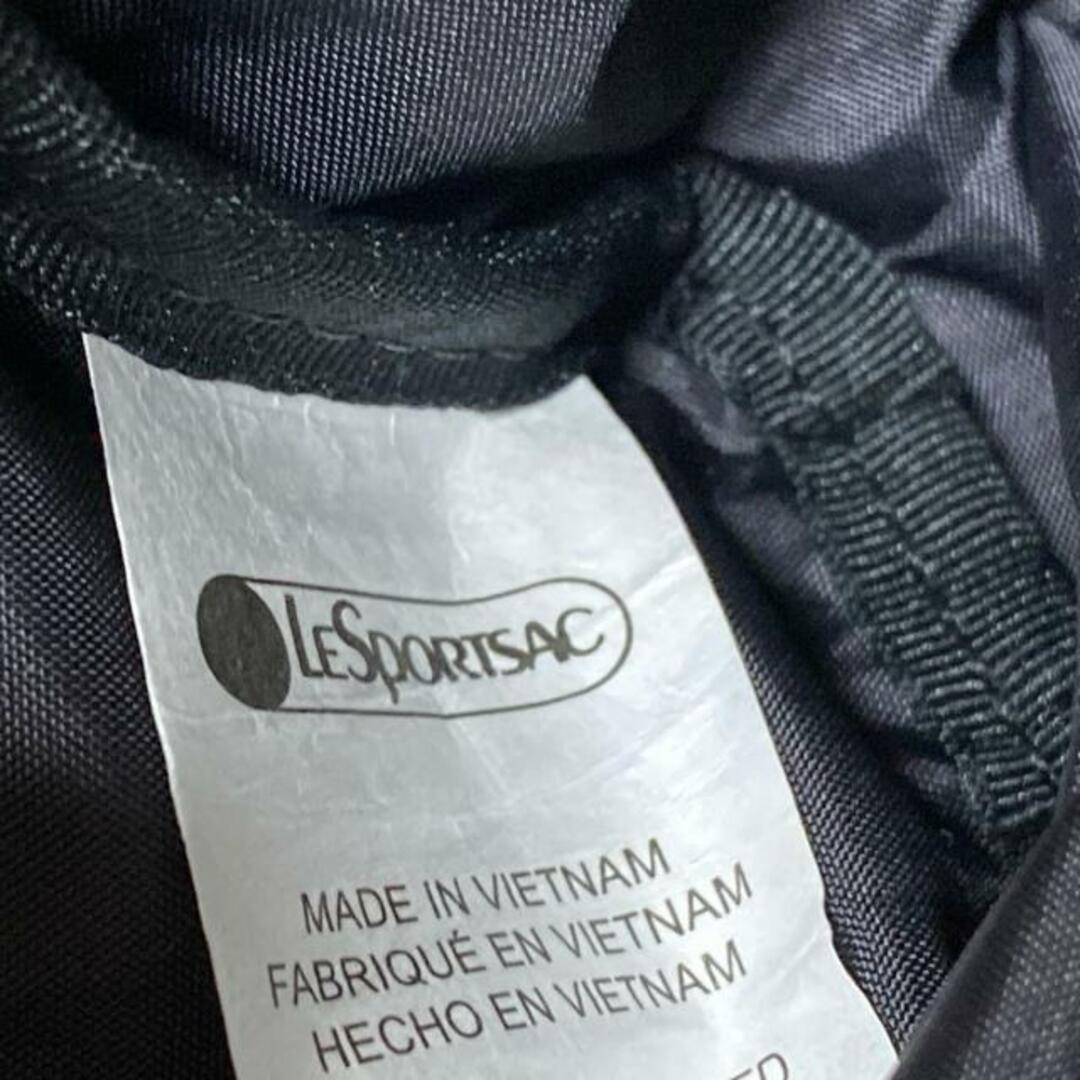 LESPORTSAC
MADE IN VIETNAM
FABRIQUÉ EN VIETNAM
HECHO EN VIETNAM